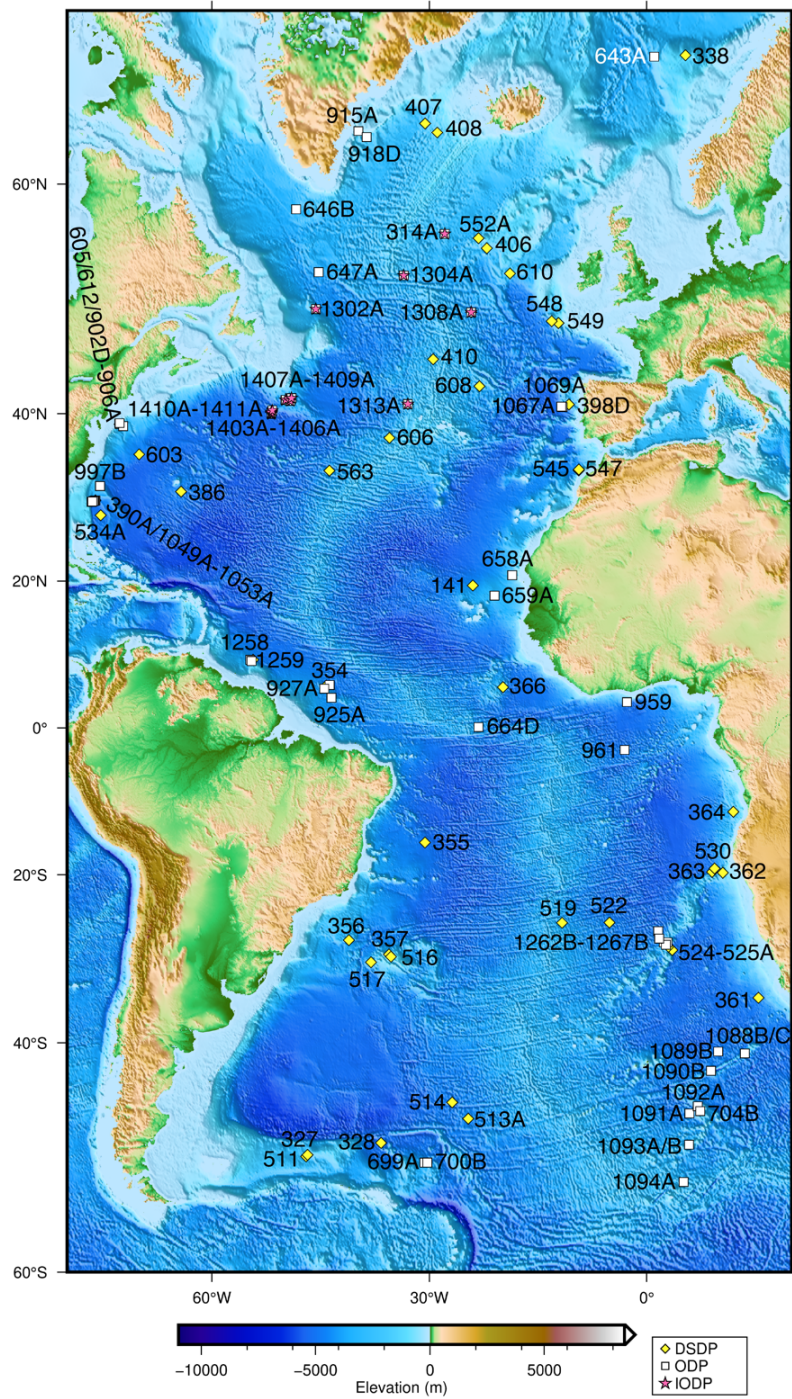 643A
338
407
915A
408
918D
60°N
646B
552A
314A
406
647A
1304A
610
605/612/902D-906A
1302A
1308A
548
549
410
1407A-1409A
608
1069A
1410A-1411A
1313A
1067A
398D
40°N
1403A-1406A
606
603
997B
563
545
547
386
390A/1049A-1053A
534A
658A
20°N
141
659A
1258
1259
354
927A
366
925A
959
0°
664D
961
364
355
530
20°S
363
362
519
522
356
357
1262B-1267B
516
524-525A
517
361
1088B/C
40°S
1089B
1090B
1092A
514
1091A
704B
513A
327
328
1093A/B
511
699A
700B
1094A
60°S
60°W
30°W
0°
−10000
−5000
0
5000
Elevation (m)
DSDP
ODP
IODP